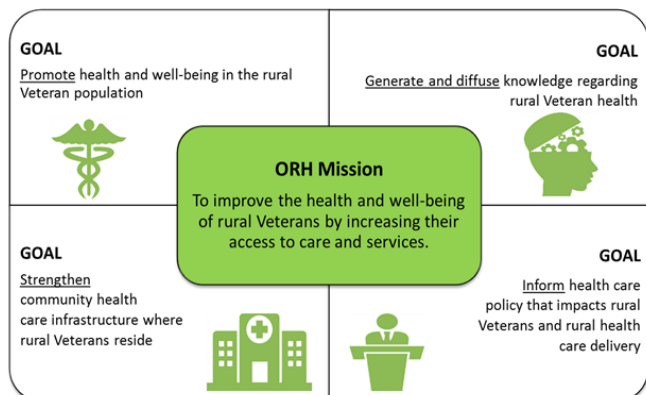 GOAL
Promote health and well-being in the rural
Veteran population
GOAL
Generate and diffuse knowledge regarding
rural Veteran health
ORH Mission
To improve the health and well-being
of rural Veterans by increasing their
access to care and services.
GOAL
Strengthen
community health
care infrastructure where
rural Veterans reside
GOAL
Inform health care
policy that impacts rural
Veterans and rural health
care delivery